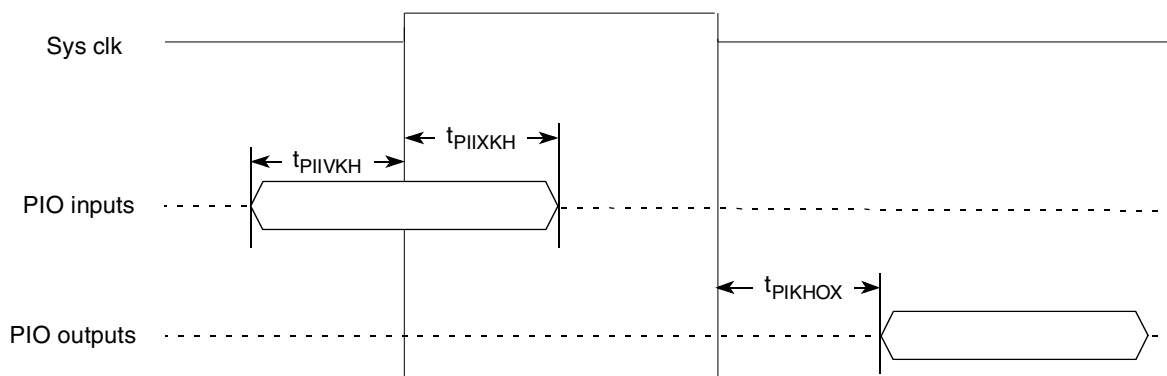 Sys clk
tPIIXKH
tPIIVKH
PIO inputs
tPIKHOX
PIO outputs